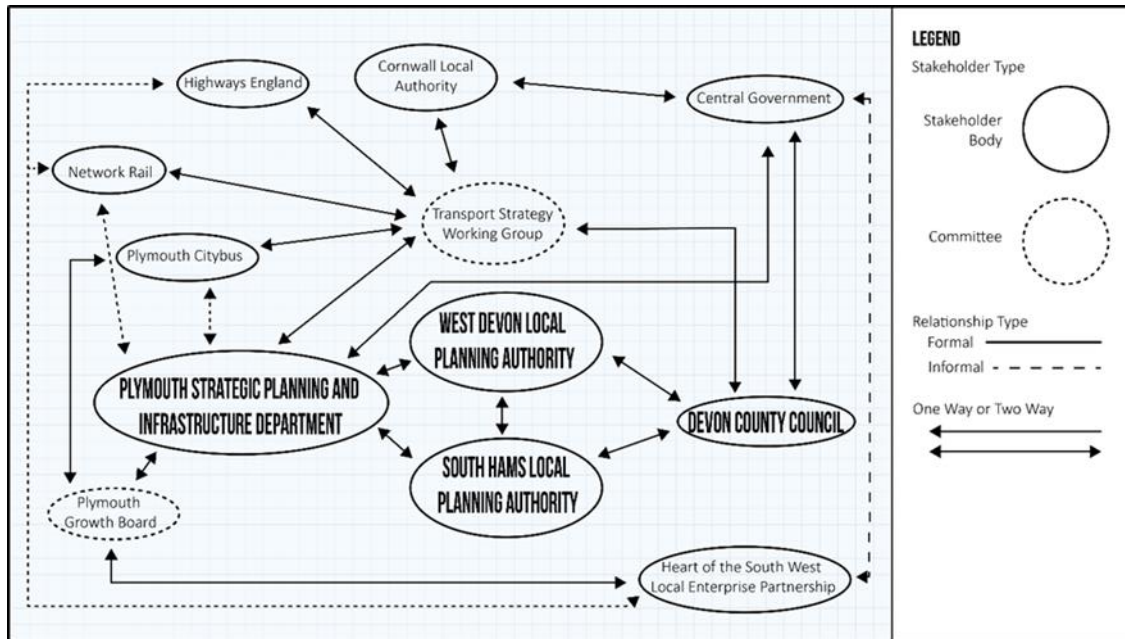 Highways England
Cornwall Local
Authority
Central Government
Network Rail
Transport Strategy
Working Group
Plymouth Citybus
WEST DEVON LOCAL
PLANNING AUTHORITY
PLYMOUTH STRATEGIC PLANNING AND
INFRASTRUCTURE DEPARTMENT
DEVON COUNTY COUNCIL
SOUTH HAMS LOCAL
PLANNING AUTHORITY
Plymouth
Growth Board
Heart of the South West
Local Enterprise Partnership
LEGEND
Stakeholder Type
Stakeholder
Body
Committee
Relationship Type
Formal
Informal
One Way or Two Way